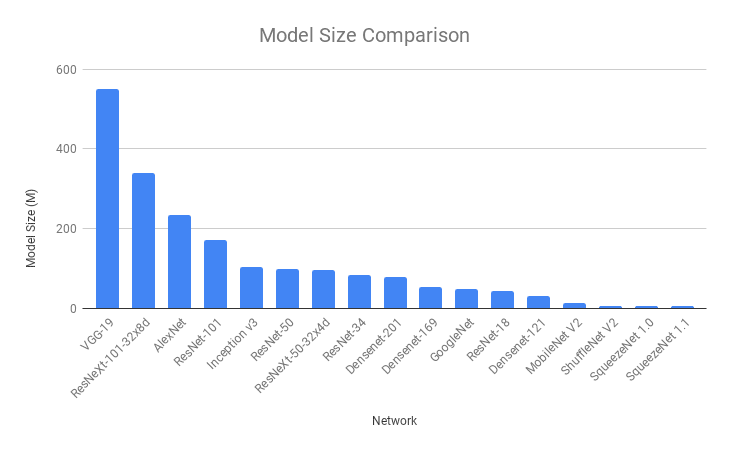 Model Size Comparison
600
400
200
0
Model Size (M)
VGG-19
ResNeXt-101-32x8d
AlexNet
ResNet-101
Inception v3
ResNet-50
ResNeXt-50-32x4d
ResNet-34
Densenet-201
Densenet-169
GoogleNet
ResNet-18
Densenet-121
MobileNet V2
ShuffleNet V2
SqueezeNet 1.0
SqueezeNet 1.1
Network